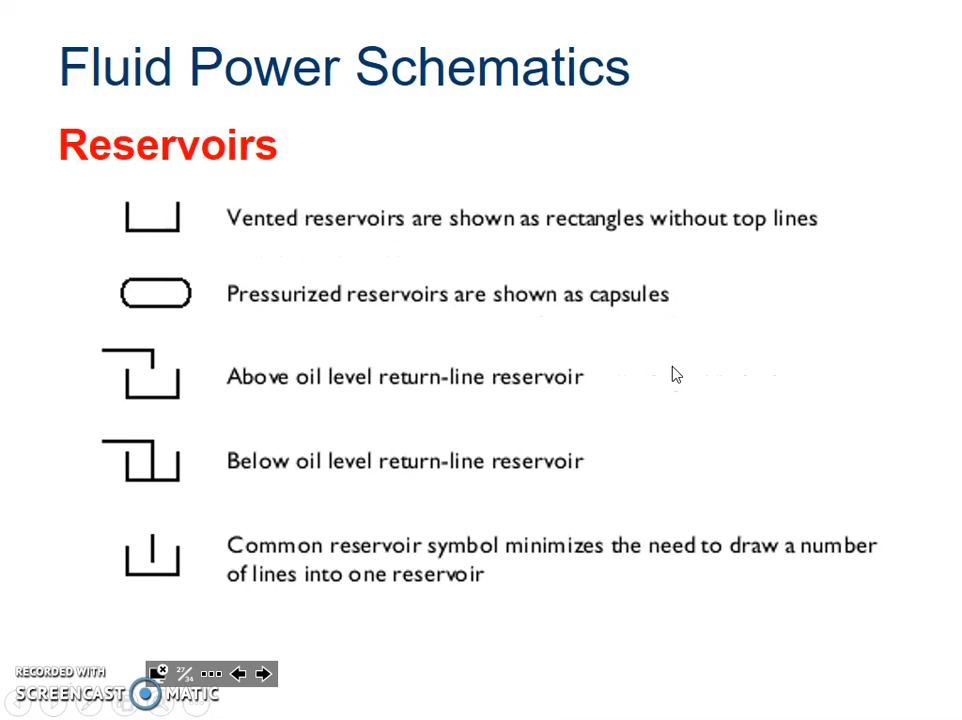 Fluid Power Schematics
Reservoirs
Vented reservoirs are shown as rectangles without top lines
Pressurized reservoirs are shown as capsules
Above oil level return-line reservoir
Below oil level return-line reservoir
Common reservoir symbol minimizes the need to draw a number
of lines into one reservoir
27/34
RECORDED WITH
SCREENCAST MATIC